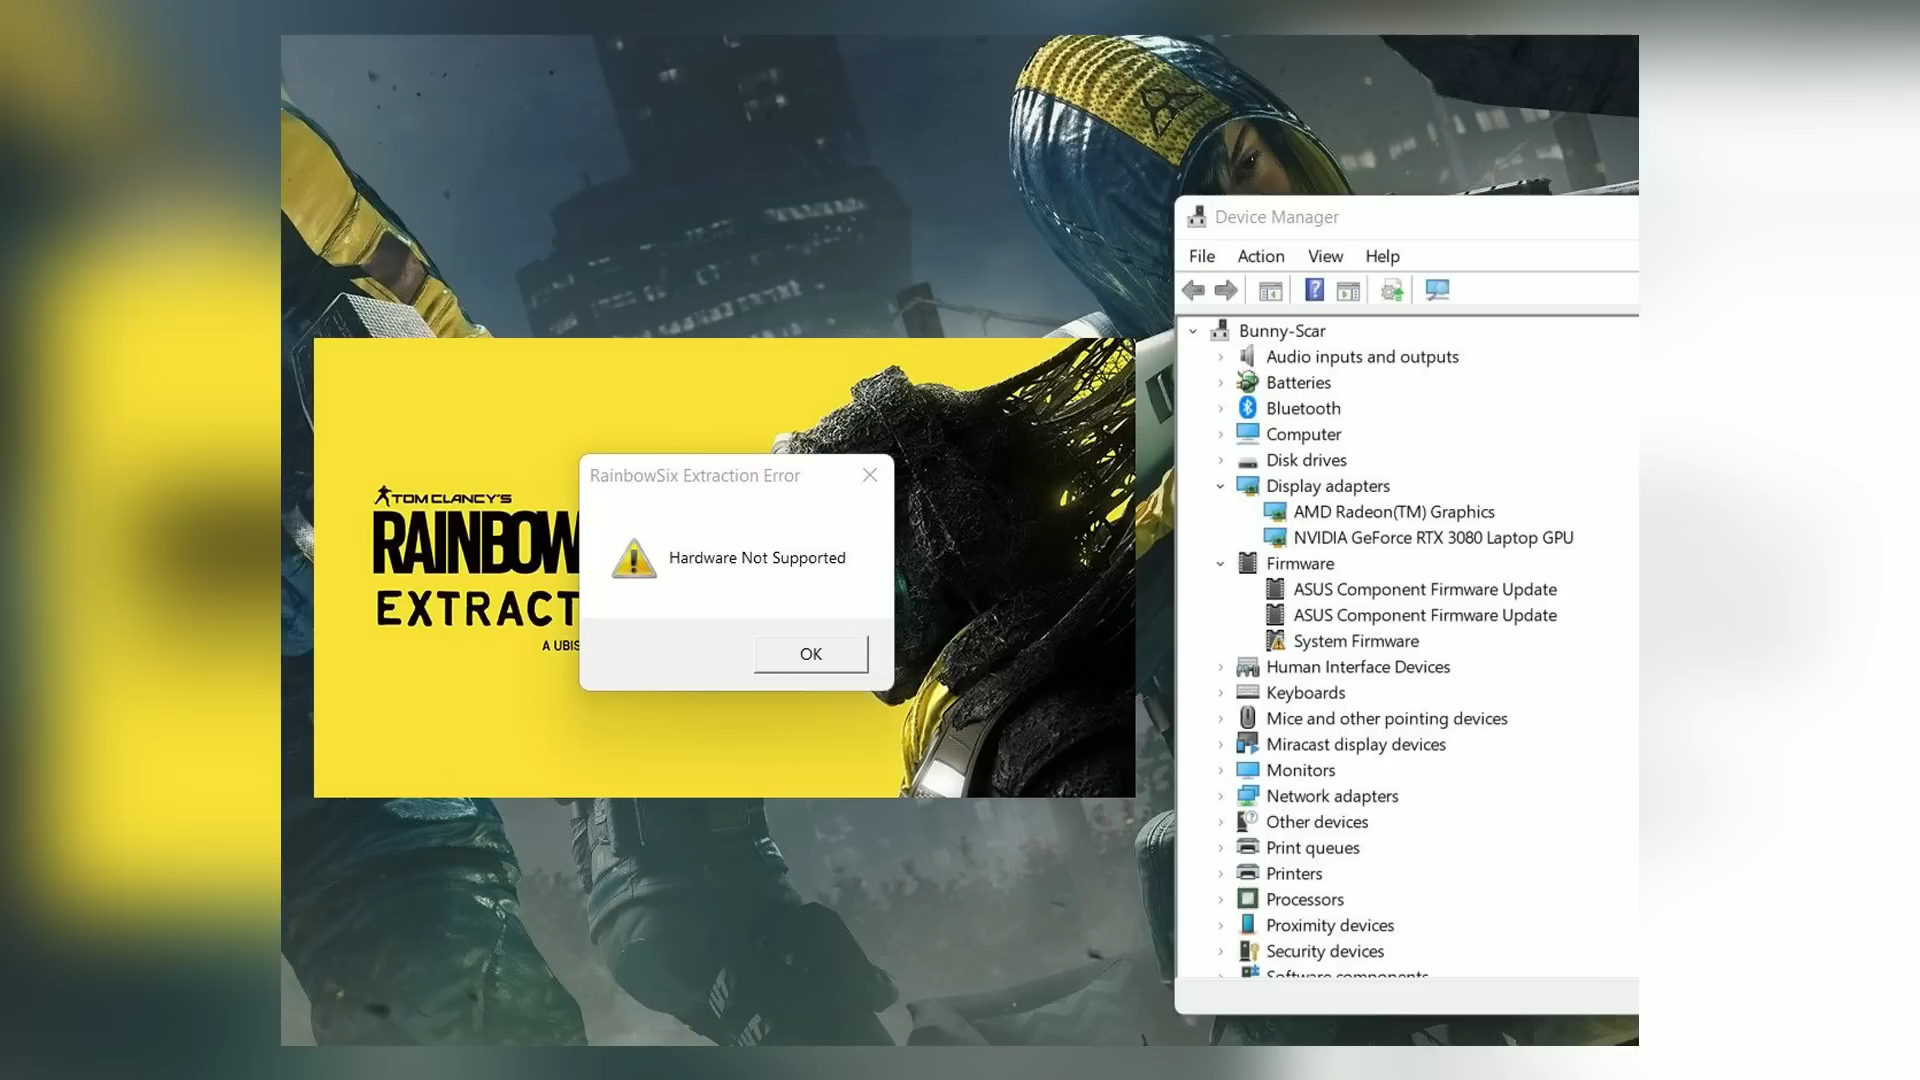 TOM CLANCY'S
RAINBOW
EXTRACT
A UBIS
RainbowSix Extraction Error
Hardware Not Supported
OK
Device Manager
File Action View Help
Bunny-Scar
Audio inputs and outputs
Batteries
Bluetooth
Computer
Disk drives
Display adapters
AMD Radeon(TM) Graphics
NVIDIA GeForce RTX 3080 Laptop GPU
Firmware
ASUS Component Firmware Update
ASUS Component Firmware Update
System Firmware
Human Interface Devices
Keyboards
Mice and other pointing devices
Miracast display devices
Monitors
Network adapters
Other devices
Print queues
Printers
Processors
Proximity devices
Security devices
Software components